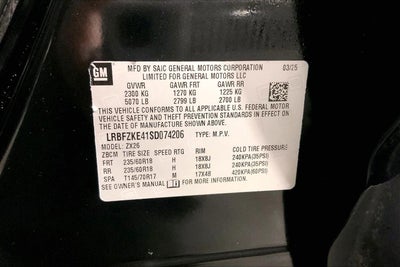 GM
MFD BY SAIC GENERAL MOTORS CORPORATION 03/25
LIMITED FOR GENERAL MOTORS LLC
GVWR GAWR FRT GAWR RR
2300 KG 1270 KG 1225 KG
5070 LB 2799 LB 2700 LB
THIS VEHICLE CONFORMS TO ALL APPLICABLE U.S. FEDERAL MOTOR
VEHICLE SAFETY, BUMPER, AND THEFT PREVENTION STANDARDS
IN EFFECT ON THE DATE OF MANUFACTURE SHOWN ABOVE.
LRBFZKE41SD074206 TYPE: M.P.V.
MODEL: ZX26
ZBCM TIRE SIZE SPEED RTG RIM COLD TIRE PRESSURE
FRT 235/60R18 H 18X8J 240KPA(35PSI)
RR 235/60R18 H 18X8J 240KPA(35PSI)
SPA T145/70R17 M 17X4B 420KPA(60PSI)
SEE OWNER'S MANUAL FOR MORE INFORMATION.